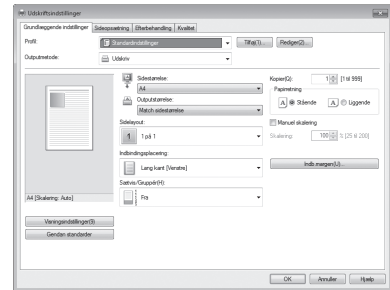 Udskriftsindstillinger
Grundlæggende indstillinger Sideopsætning Efterbehandling Kvalitet
Profil: Standardindstillinger Tilføj(1)... Rediger(2)...
Outputmetode: Udskriv
Sidestørrelse:
A4
Outputstørrelse:
Match sidestørrelse
Kopier(Q): 1 [1 til 999]
Papirretning
A Stående A Liggende
Sidelayout:
1 1 på 1
Manuel skalering
Skalering: 100 % [25 til 200]
Indbindingsplacering:
Lang kant [Venstre]
Indb.margen(U)...
Sætvis/Gruppér(H):
Fra
A4 [Skalering: Auto]
Visningsindstillinger(9)
Gendan standarder
OK Annuller Hjælp